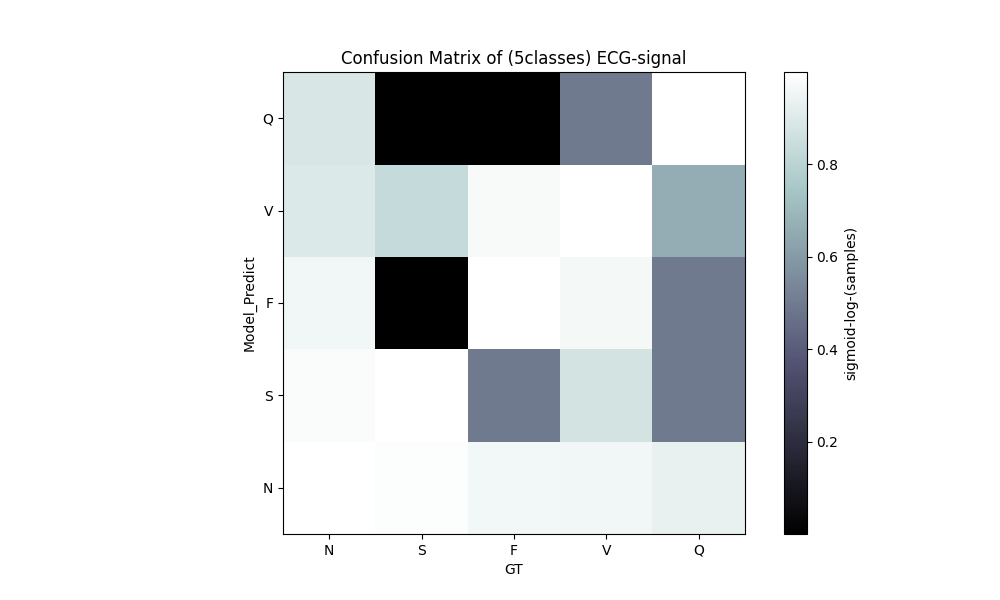 Confusion Matrix of (5classes) ECG-signal
Q
V
F
S
N
Model_Predict
N S F V Q
GT
0.8
0.6
0.4
0.2
sigmoid-log-(samples)